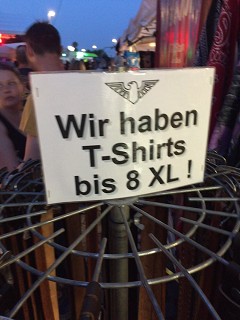 Wir haben
T-Shirts
bis 8 XL !